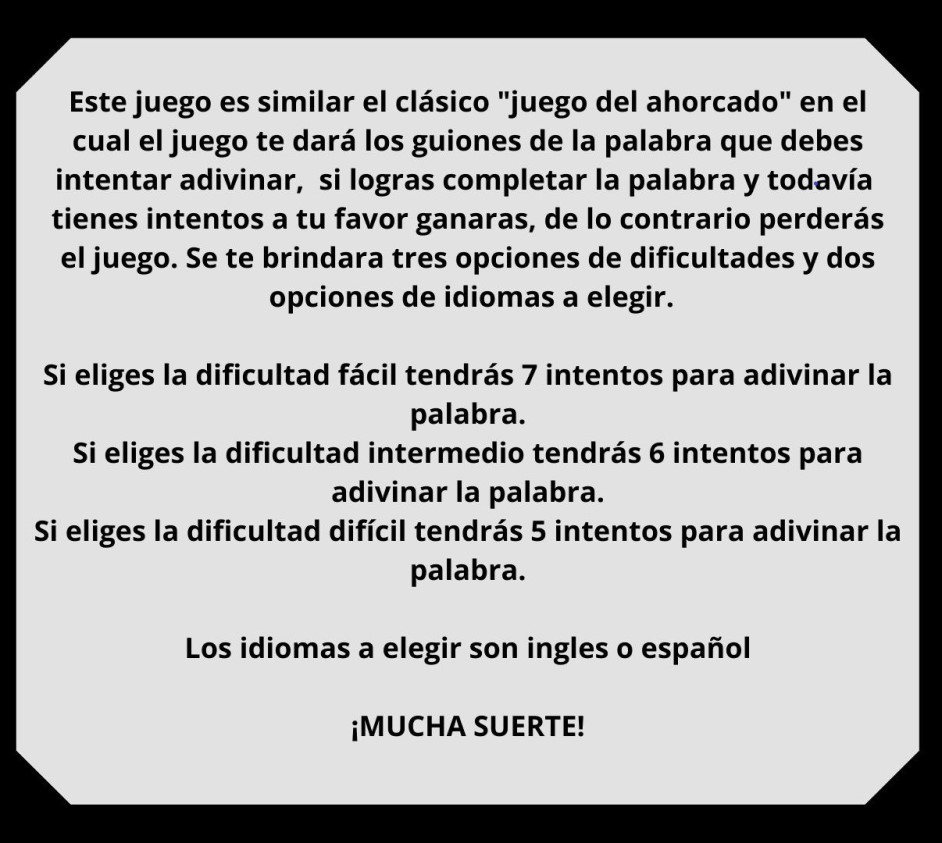 Este juego es similar el clásico "juego del ahorcado" en el
cual el juego te dará los guiones de la palabra que debes
intentar adivinar,  si logras completar la palabra y todavía
tienes intentos a tu favor ganaras, de lo contrario perderás
el juego. Se te brindara tres opciones de dificultades y dos
opciones de idiomas a elegir.
Si eliges la dificultad fácil tendrás 7 intentos para adivinar la
palabra.
Si eliges la dificultad intermedio tendrás 6 intentos para
adivinar la palabra.
Si eliges la dificultad difícil tendrás 5 intentos para adivinar la
palabra.
Los idiomas a elegir son ingles o español
¡MUCHA SUERTE!